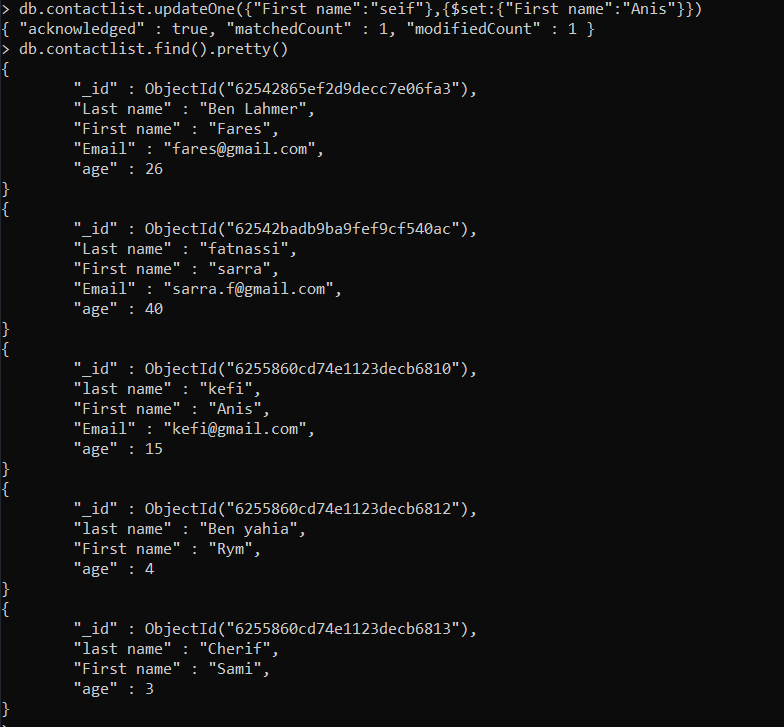 > db.contactlist.updateOne({"First name":"seif"},{$set:{"First name":"Anis"}})
{ "acknowledged" : true, "matchedCount" : 1, "modifiedCount" : 1 }
> db.contactlist.find().pretty()
{
        "_id" : ObjectId("62542865ef2d9decc7e06fa3"),
        "Last name" : "Ben Lahmer",
        "First name" : "Fares",
        "Email" : "fares@gmail.com",
        "age" : 26
}
{
        "_id" : ObjectId("62542badb9ba9fef9cf540ac"),
        "Last name" : "fatnassi",
        "First name" : "sarra",
        "Email" : "sarra.f@gmail.com",
        "age" : 40
}
{
        "_id" : ObjectId("6255860cd74e1123decb6810"),
        "last name" : "kefi",
        "First name" : "Anis",
        "Email" : "kefi@gmail.com",
        "age" : 15
}
{
        "_id" : ObjectId("6255860cd74e1123decb6812"),
        "last name" : "Ben yahia",
        "First name" : "Rym",
        "age" : 4
}
{
        "_id" : ObjectId("6255860cd74e1123decb6813"),
        "last name" : "Cherif",
        "First name" : "Sami",
        "age" : 3
}